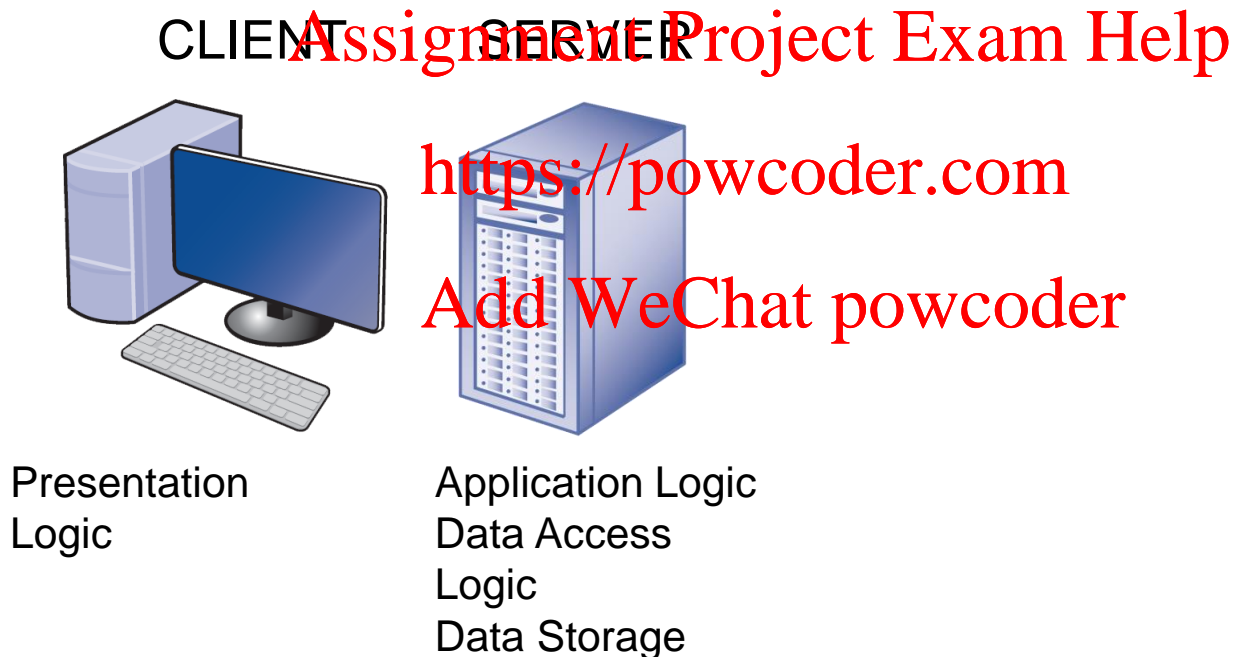 CLIENT SERVER
Assignment Project Exam Help
https://powcoder.com
Add WeChat powcoder
Presentation
Logic
Application Logic
Data Access
Logic
Data Storage